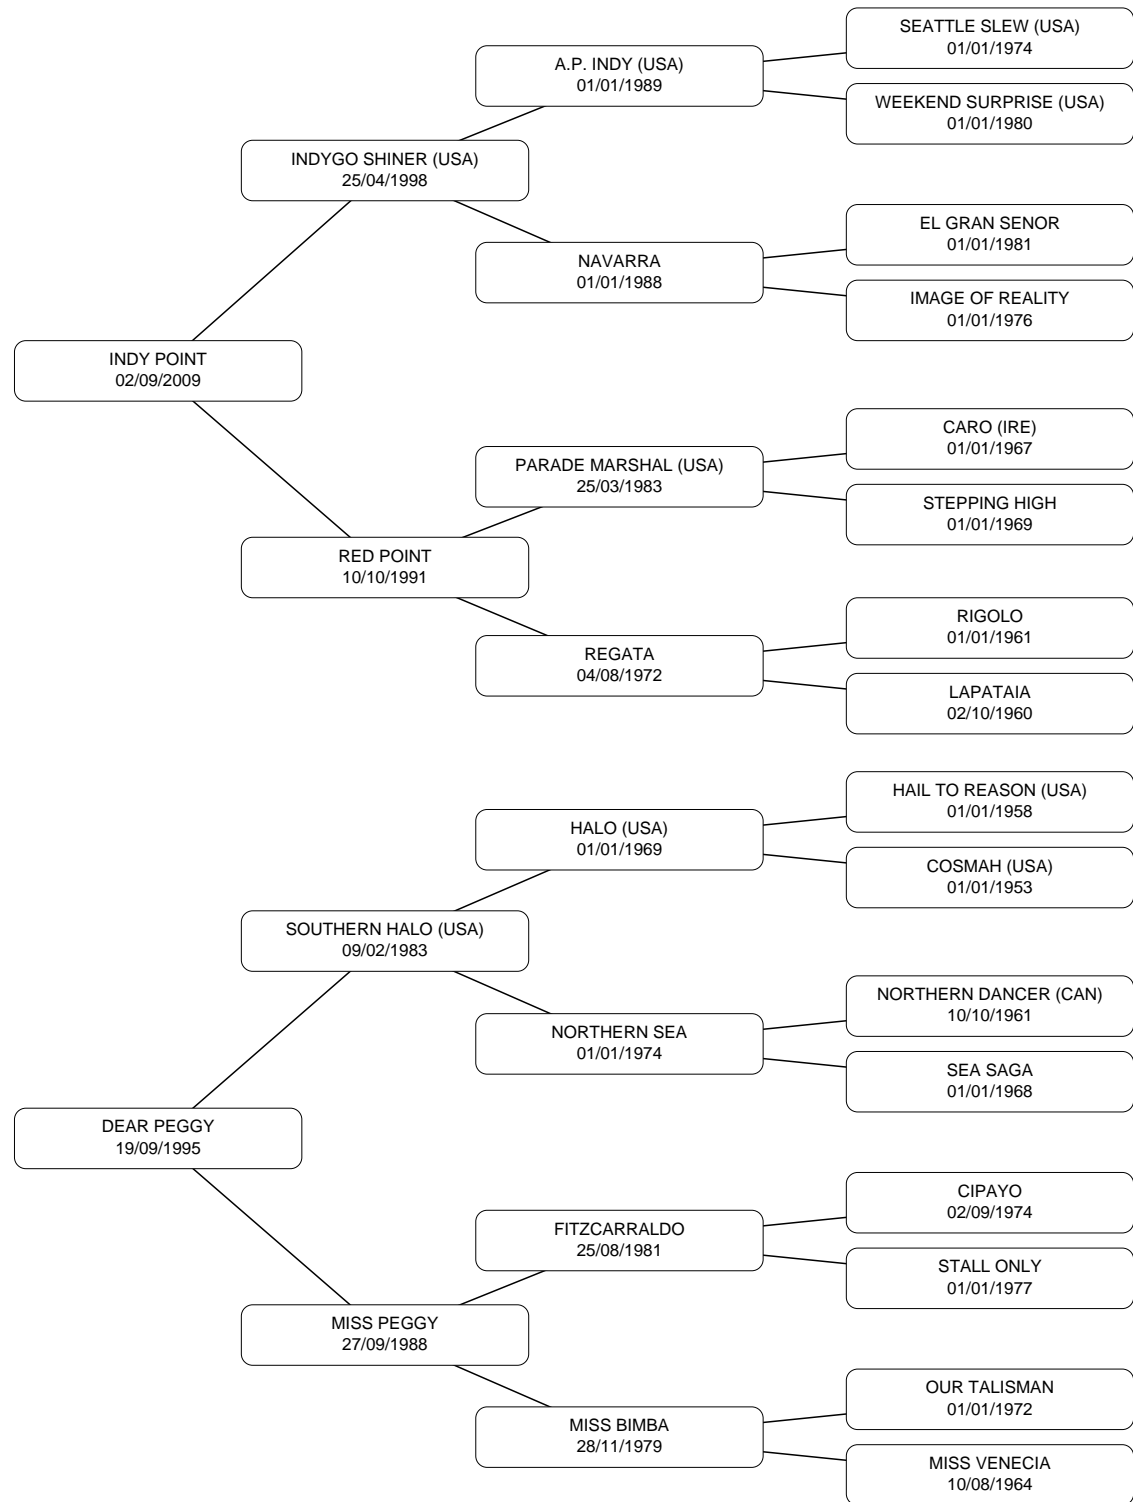 SEATTLE SLEW (USA)
01/01/1974
A.P. INDY (USA)
01/01/1989
WEEKEND SURPRISE (USA)
01/01/1980
INDYGO SHINER (USA)
25/04/1998
EL GRAN SENOR
01/01/1981
NAVARRA
01/01/1988
IMAGE OF REALITY
01/01/1976
INDY POINT
02/09/2009
CARO (IRE)
01/01/1967
PARADE MARSHAL (USA)
25/03/1983
STEPPING HIGH
01/01/1969
RED POINT
10/10/1991
RIGOLO
01/01/1961
REGATA
04/08/1972
LAPATAIA
02/10/1960
HAIL TO REASON (USA)
01/01/1958
HALO (USA)
01/01/1969
COSMAH (USA)
01/01/1953
SOUTHERN HALO (USA)
09/02/1983
NORTHERN DANCER (CAN)
10/10/1961
NORTHERN SEA
01/01/1974
SEA SAGA
01/01/1968
DEAR PEGGY
19/09/1995
CIPAYO
02/09/1974
FITZCARRALDO
25/08/1981
STALL ONLY
01/01/1977
MISS PEGGY
27/09/1988
OUR TALISMAN
01/01/1972
MISS BIMBA
28/11/1979
MISS VENECIA
10/08/1964